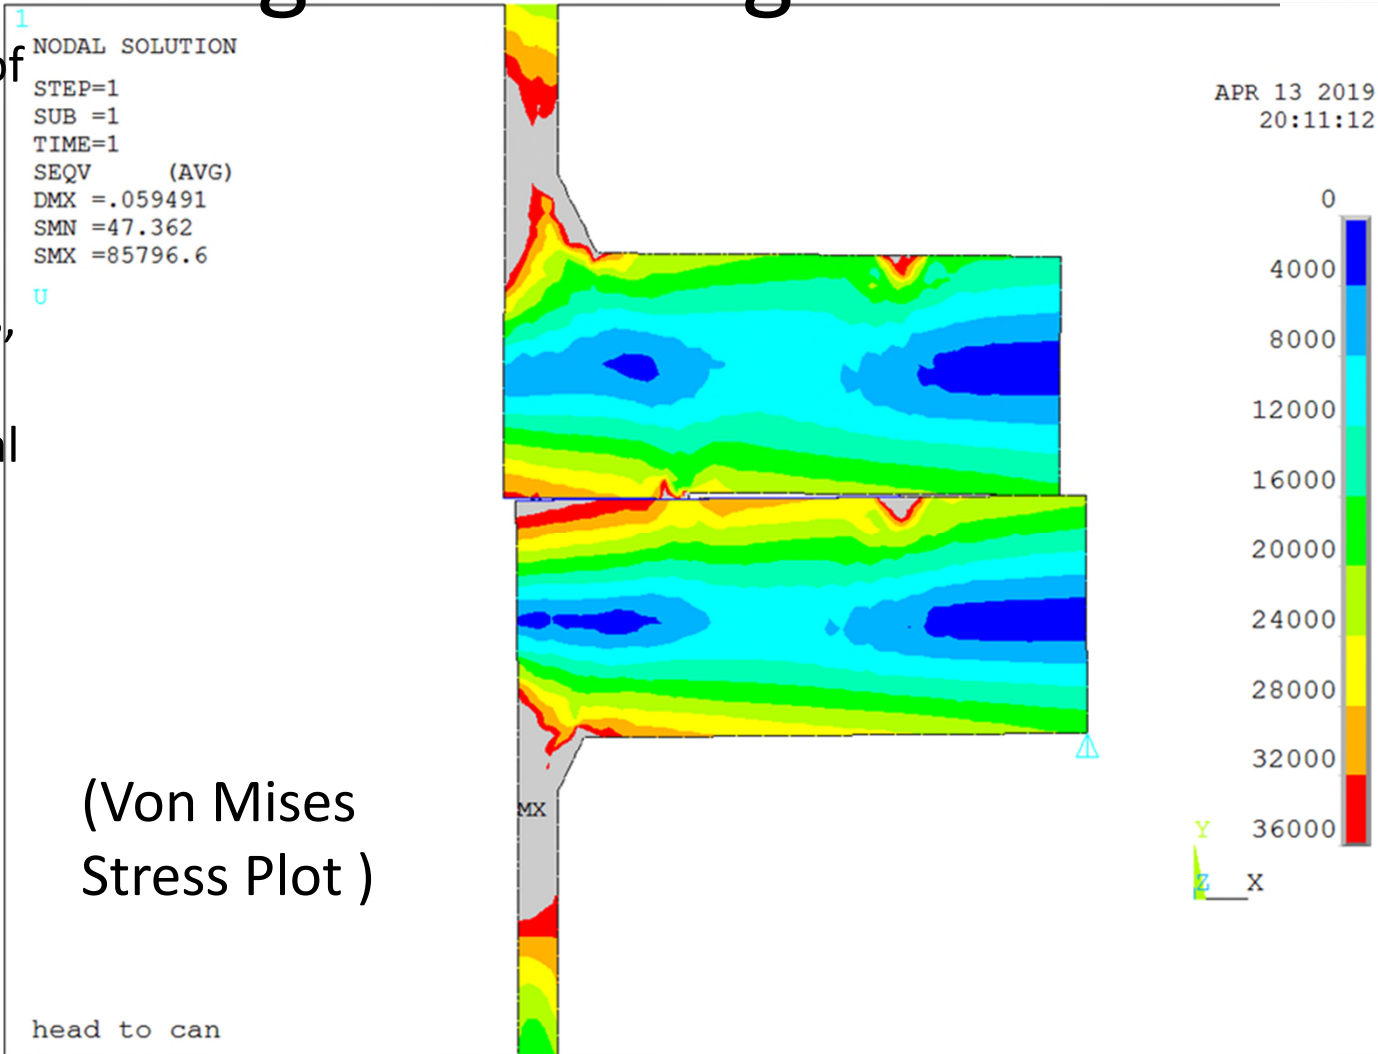 1
NODAL SOLUTION
of
STEP=1
SUB =1
TIME=1
SEQV (AVG)
DMX =.059491
SMN =47.362
SMX =85796.6
U
APR 13 2019
20:11:12
0
4000
8000
12000
16000
20000
24000
28000
32000
36000
(Von Mises
Stress Plot )
MX
Y
Z X
head to can